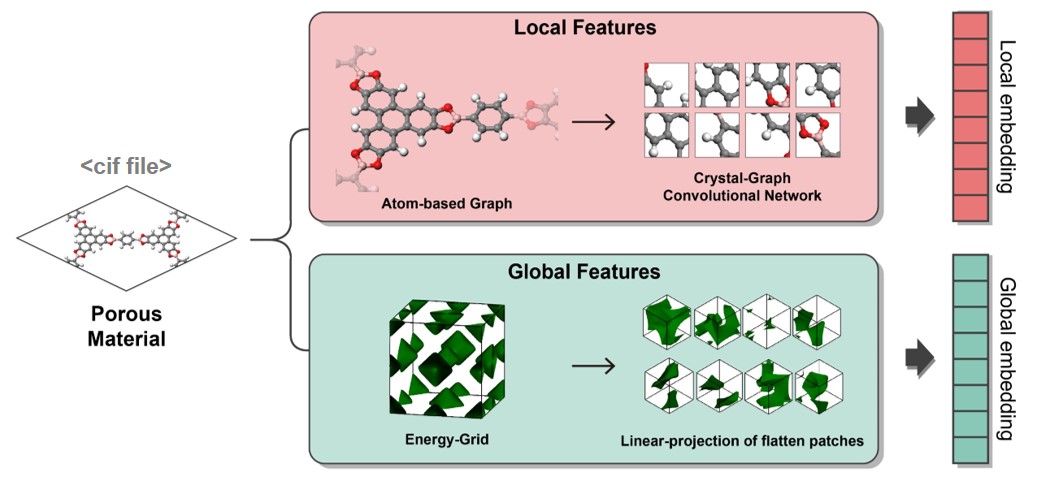 Local Features
Atom-based Graph
Crystal-Graph
Convolutional Network
Local embedding
<cif file>
Porous
Material
Global Features
Energy-Grid
Linear-projection of flatten patches
Global embedding